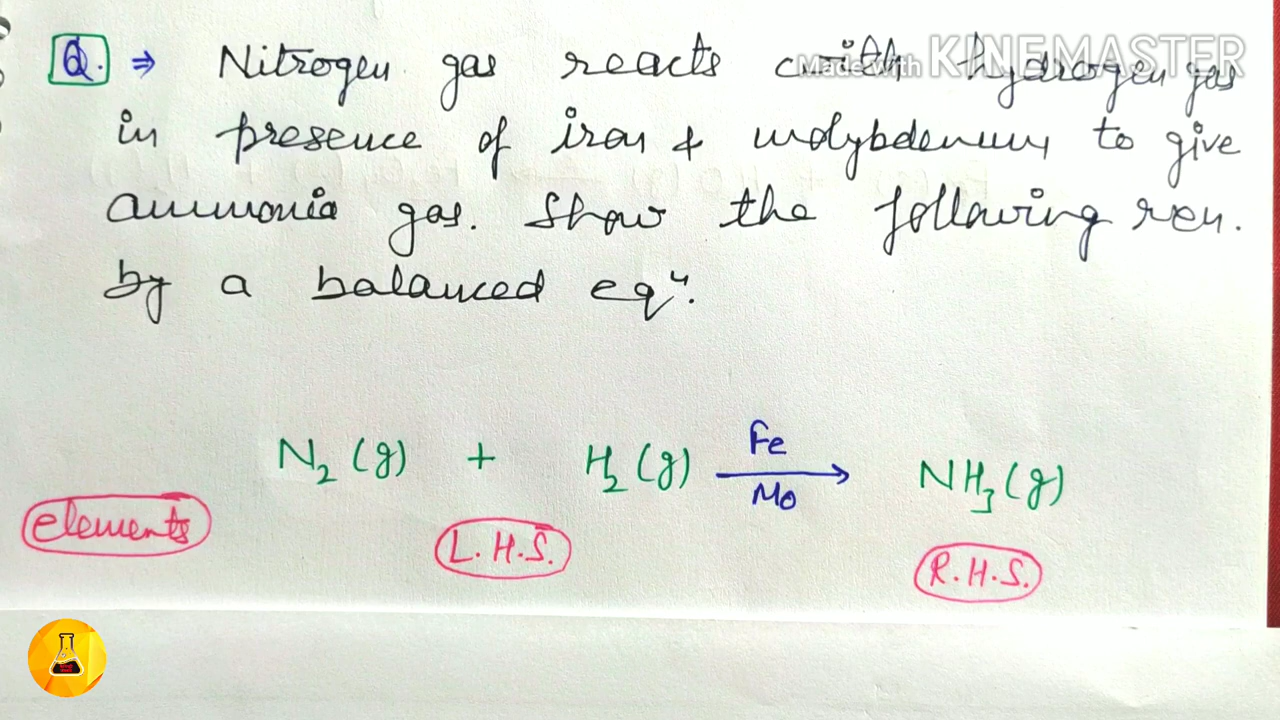 Q. ⇒ Nitrogen gas reacts with hydrogen gas
Made With KINEMASTER
in presence of iron & molybdenum to give
ammonia gas. Show the following rxn.
by a balanced eqⁿ.
N₂ (g) + H₂ (g) Fe/Mo → NH₃ (g)
elements L.H.S. R.H.S.